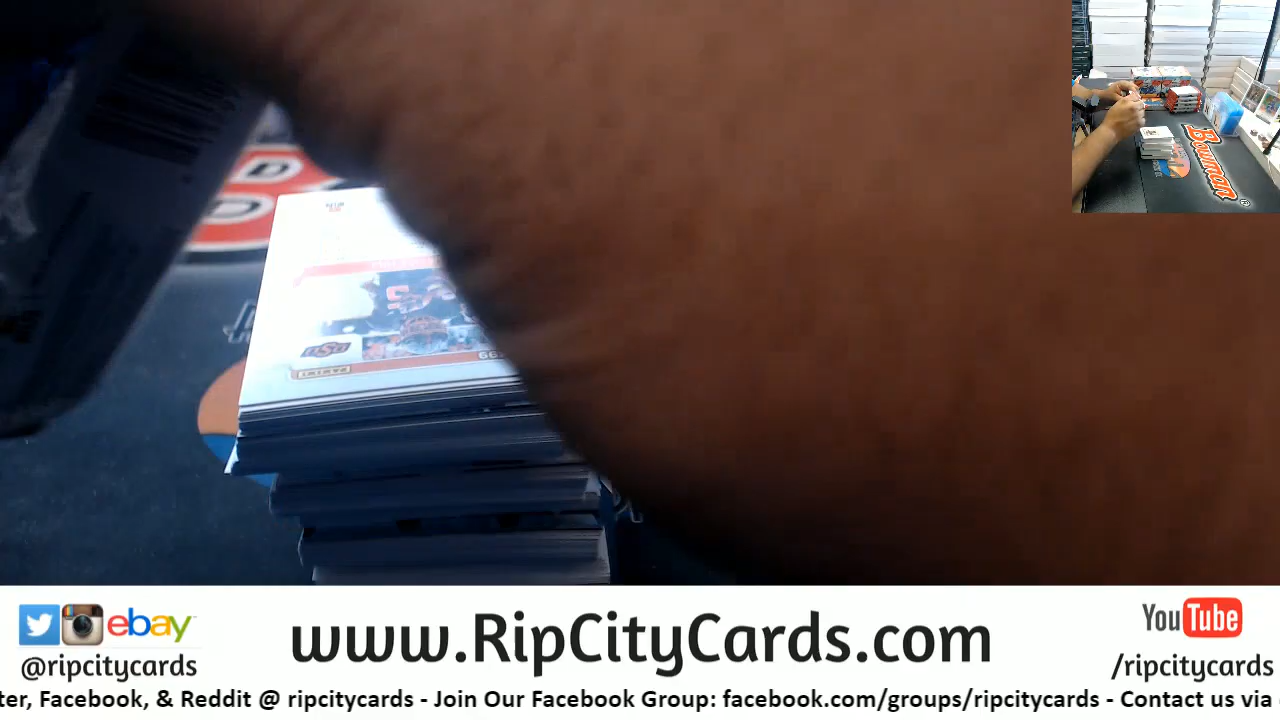 Bowman
OSU
PANINI
ebay
www.RipCityCards.com
YouTube
@ripcitycards
/ripcitycards
ter, Facebook, & Reddit @ ripcitycards - Join Our Facebook Group: facebook.com/groups/ripcitycards - Contact us via